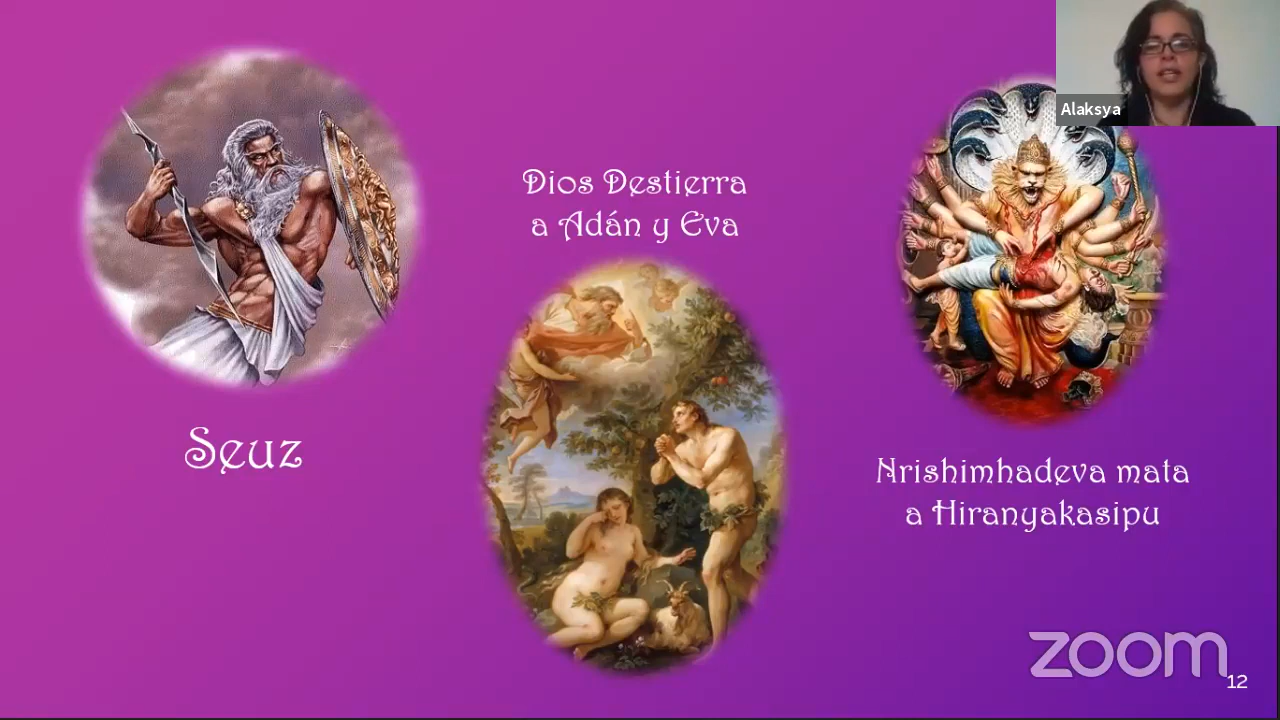 Alaksya
Dios Destierra
a Adán y Eva
Seuz
Nrishimhadeva mata
a Hiranyakasipu
zoom
12